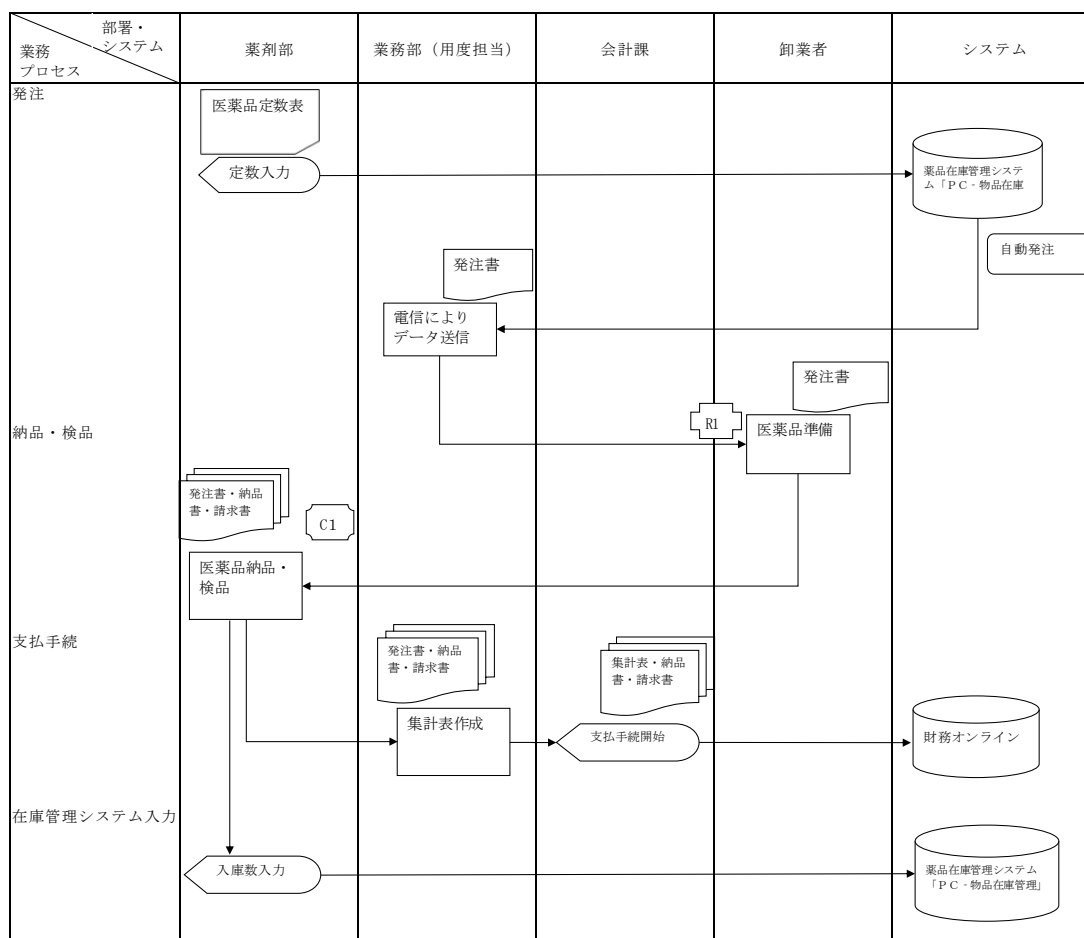 部署・
システム
業務
プロセス
薬剤部
業務部（用度担当）
会計課
卸業者
システム
発注
医薬品定数表
定数入力
薬品在庫管理システ
ム「ＰＣ‐物品在庫
自動発注
発注書
電信により
データ送信
発注書
R1
医薬品準備
納品・検品
発注書・納品
書・請求書
C1
医薬品納品・
検品
支払手続
発注書・納品
書・請求書
集計表・納品
書・請求書
集計表作成
支払手続開始
財務オンライン
在庫管理システム入力
入庫数入力
薬品在庫管理システム
「ＰＣ‐物品在庫管理」